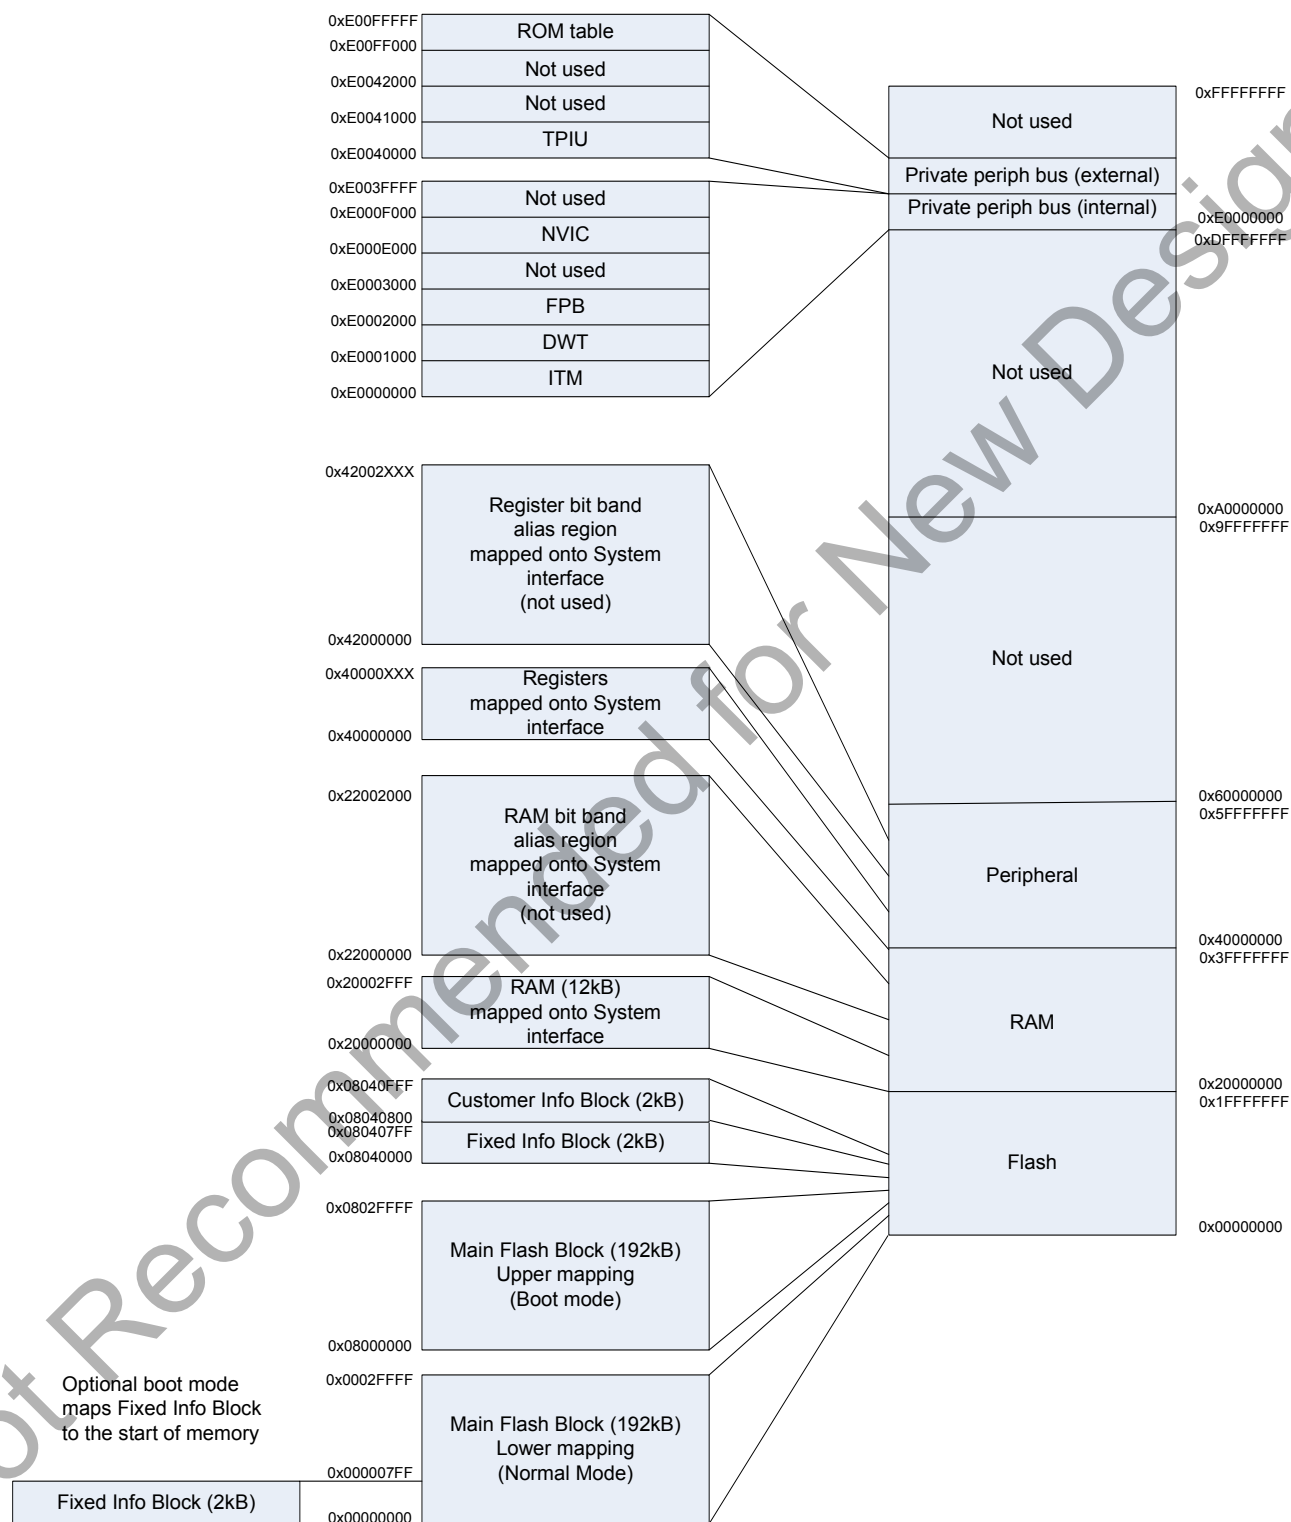 0xE00FFFFF
ROM table
0xE00FF000
Not used
0xE0042000
Not used
0xE0041000
TPIU
0xE0040000
0xE003FFFF
Not used
0xE000F000
NVIC
0xE000E000
Not used
0xE0003000
FPB
0xE0002000
DWT
0xE0001000
ITM
0xE0000000
0x42002XXX
Register bit band
alias region
mapped onto System
interface
(not used)
0x42000000
0x40000XXX
Registers
mapped onto System
interface
0x40000000
0x22002000
RAM bit band
alias region
mapped onto System
interface
(not used)
0x22000000
0x20002FFF
RAM (12kB)
mapped onto System
interface
0x20000000
0x08040FFF
Customer Info Block (2kB)
0x08040800
0x080407FF
Fixed Info Block (2kB)
0x08040000
0x0802FFFF
Main Flash Block (192kB)
Upper mapping
(Boot mode)
0x08000000
0x0002FFFF
Main Flash Block (192kB)
Lower mapping
(Normal Mode)
0x000007FF
0x00000000
Optional boot mode
maps Fixed Info Block
to the start of memory
Fixed Info Block (2kB)
0xFFFFFFFF
Not used
Private periph bus (external)
Private periph bus (internal)
0xE0000000
0xDFFFFFFF
Not used
0xA0000000
0x9FFFFFFF
Not used
0x60000000
0x5FFFFFFF
Peripheral
0x40000000
0x3FFFFFFF
RAM
0x20000000
0x1FFFFFFF
Flash
0x00000000
Recommended for New